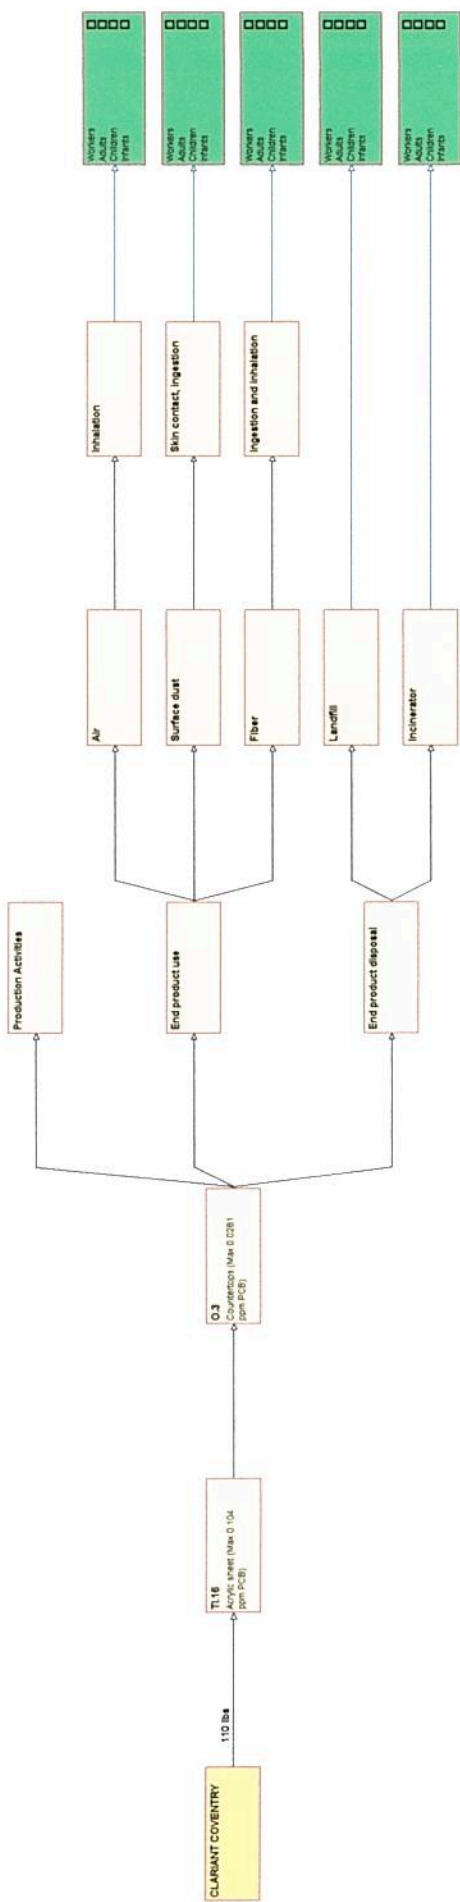 CLARIANT COVENTRY
110 lbs
TI.16
Acrylic sheet (Max 0.104
ppm PCB)
O.3
Countertops (Max 0.0261
ppm PCB)
Production Activities
End product use
End product disposal
Air
Surface dust
Fiber
Landfill
Incinerator
Inhalation
Skin contact, ingestion
Ingestion and inhalation
Workers
Adults
Children
Infants
Workers
Adults
Children
Infants
Workers
Adults
Children
Infants
Workers
Adults
Children
Infants
Workers
Adults
Children
Infants